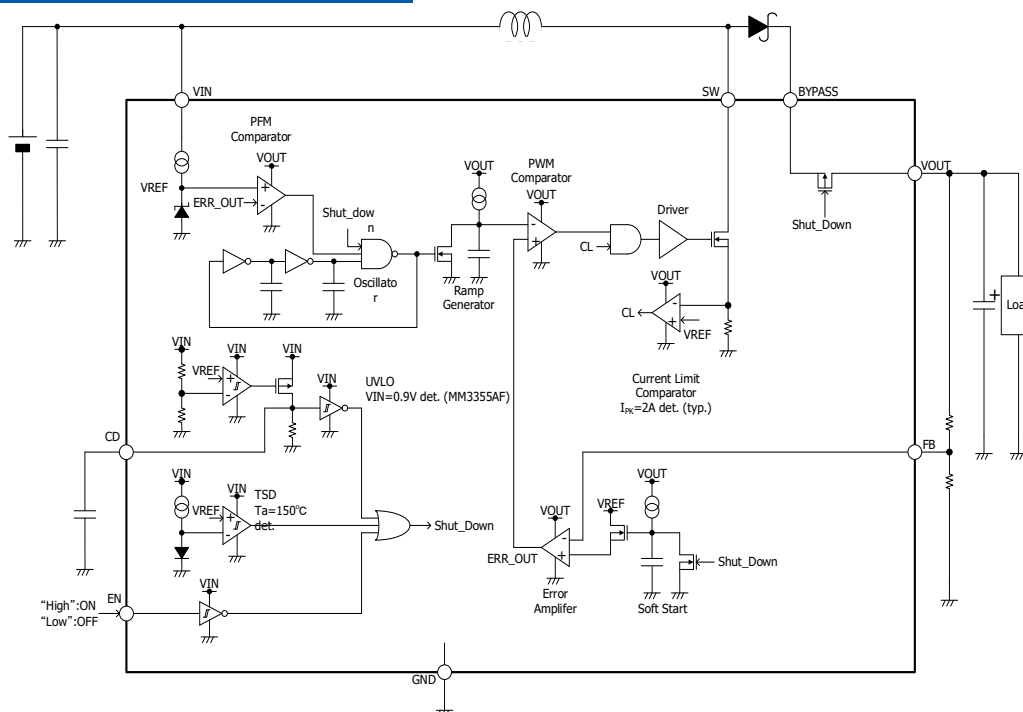 VIN
SW
BYPASS
PFM
Comparator
VOUT
VREF
ERR_OUT
+
-
Shut_dow
n
Oscillato
r
VOUT
Ramp
Generator
PWM
Comparator
VOUT
-
+
CL
Driver
VOUT
Shut_Down
VOUT
CL
-
+
VREF
+
Loa
Current Limit
Comparator
IPK=2A det. (typ.)
VIN
VREF
VIN
+
-
VIN
VIN
UVLO
VIN=0.9V det. (MM3355AF)
CD
FB
VIN
VREF
VIN
+
-
TSD
Ta=150℃
det.
Shut_Down
VOUT
-
+
ERR_OUT
Error
Amplifer
VREF
VOUT
Soft Start
Shut_Down
VIN
EN
“High”:ON
“Low”:OFF
GND